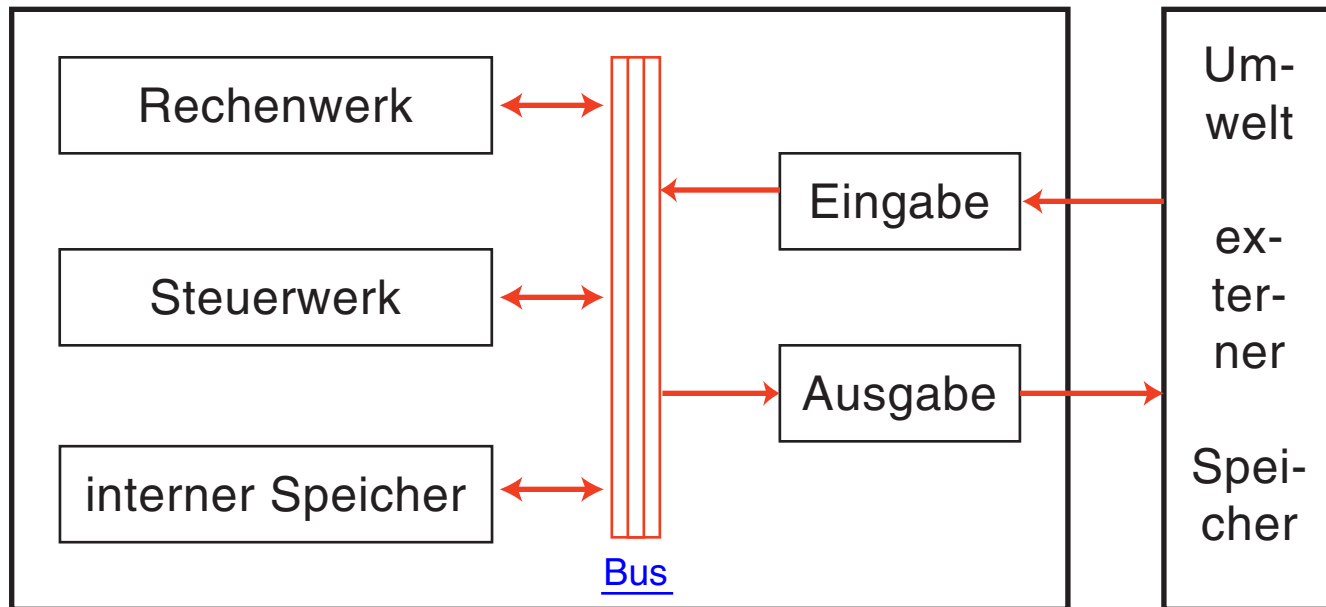 Rechenwerk
Steuerwerk
interner Speicher
Bus
Eingabe
Ausgabe
Um-
welt
ex-
ter-
ner
Spei-
cher